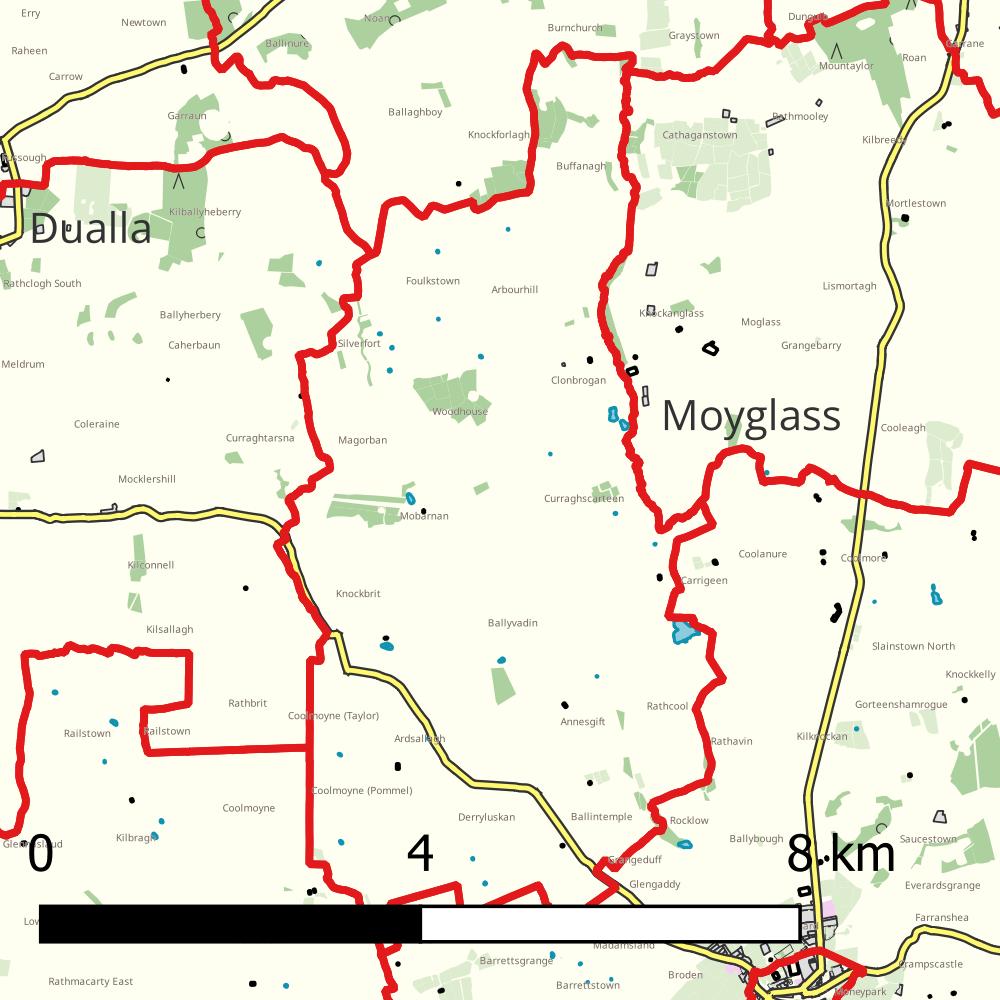 Erry
Newtown
Noan
Burnchurch
Dunguib
Graystown
Garrane
Raheen
Ballinure
Roan
Mountaylor
Carrow
Ballaghboy
Garraun
Rathmooley
Knockforlagh
Cathaganstown
Kilbreedy
Buffanagh
Mortlestown
Kilballyheberry
Dualla
Rathclogh South
Foulkstown
Arbourhill
Lismortagh
Ballyherbery
Knockanglass
Moglass
Caherbaun
Silverfort
Grangebarry
Meldrum
Clonbrogan
Woodhouse
Moyglass
Coleraine
Curraghtarsna
Magorban
Cooleagh
Mocklershill
Curraghscarteen
Mobarnan
Coolanure
Coolmore
Kilconnell
Carrigeen
Knockbrit
Ballyvadin
Kilsallagh
Slainstown North
Knockkelly
Rathbrit
Rathcool
Gorteenshamrogue
Coolmoyne (Taylor)
Annesgift
Railstown
Railstown
Ardsallagh
Rathavin
Kilknockan
Coolmoyne (Pommel)
Coolmoyne
Derryluskan
Ballintemple
Rocklow
Kilbragh
Ballybough
Saucestown
0
4
8 km
Grangeduff
Glengaddy
Everardsgrange
Farranshea
Madamsland
Barrettsgrange
Crampscastle
Broden
Rathmacarty East
Barrettstown
Moneypark